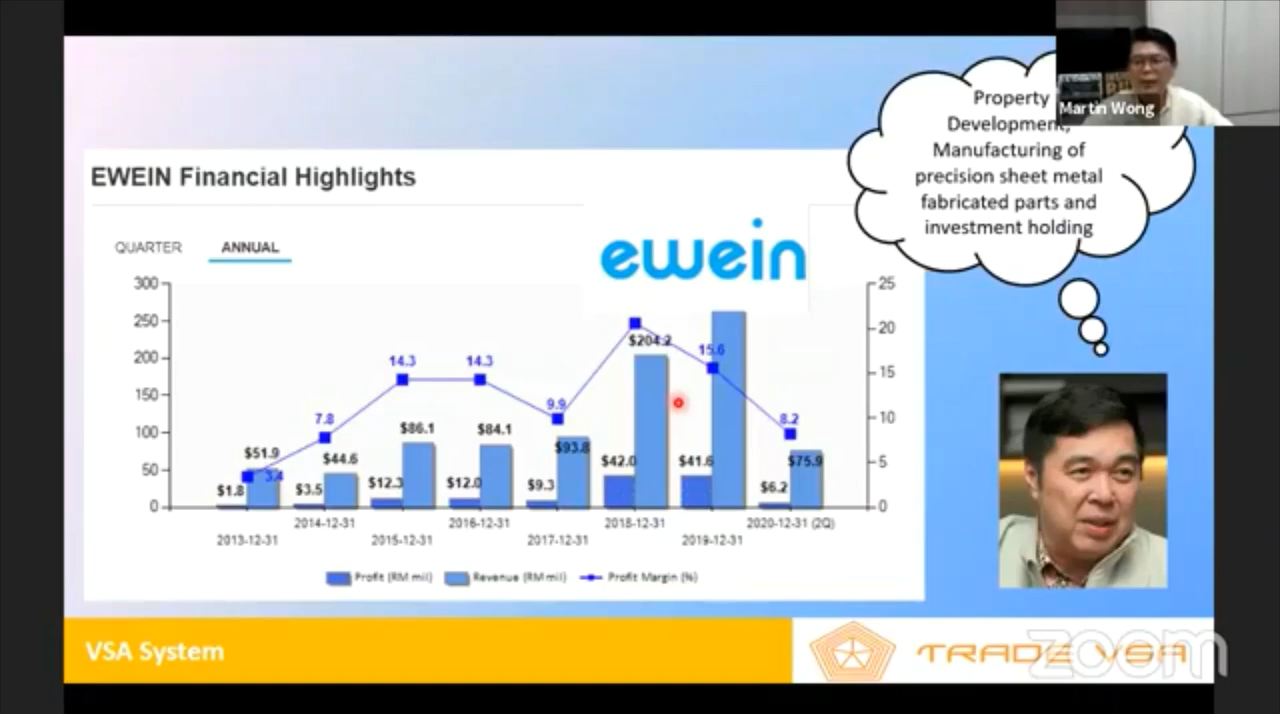 Property
Development,
Manufacturing of
precision sheet metal
fabricated parts and
investment holding
Martin Wong
EWEIN Financial Highlights
QUARTER ANNUAL
ewein
300 25
250 20
200 15
150 10
100 5
50 0
0
$1.8 $51.9 3.4
$3.5 $44.6 7.8
$12.3 $86.1 14.3
$12.0 $84.1 14.3
$9.3 $93.8 9.9
$42.0 $204.2
$41.6 15.6
$6.2 $75.9 8.2
2014-12-31 2016-12-31 2018-12-31 2020-12-31 (2Q)
2013-12-31 2015-12-31 2017-12-31 2019-12-31
Profit (RM mil) Revenue (RM mil) Profit Margin (%)
VSA System
TRADE VSA
zoom